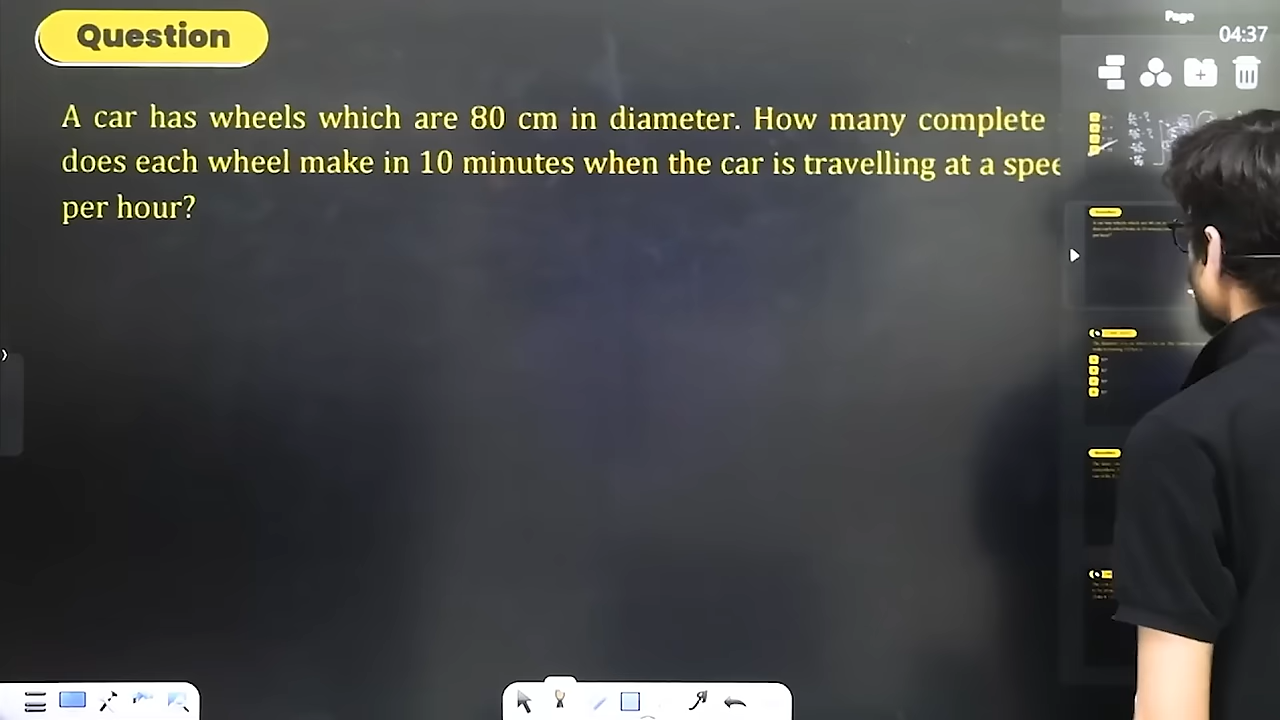 Question
Page
04:37
A car has wheels which are 80 cm in diameter. How many complete
does each wheel make in 10 minutes when the car is travelling at a spee
per hour?